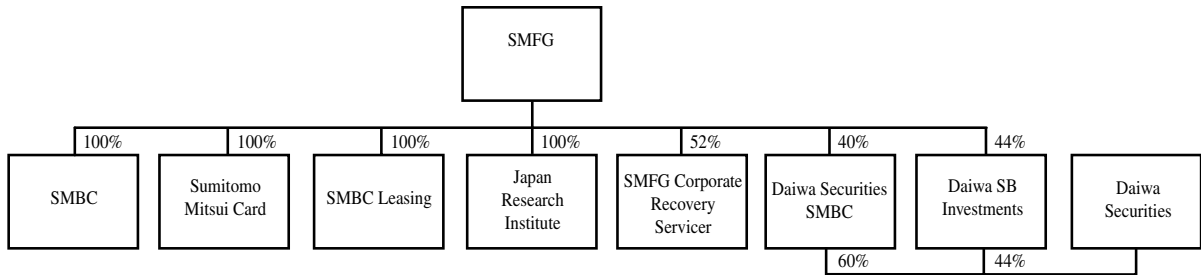 SMFG
100%
100%
100%
100%
52%
40%
44%
SMBC
Sumitomo
Mitsui Card
SMBC Leasing
Japan
Research
Institute
SMFG Corporate
Recovery
Servicer
Daiwa Securities
SMBC
Daiwa SB
Investments
Daiwa
Securities
60%
44%